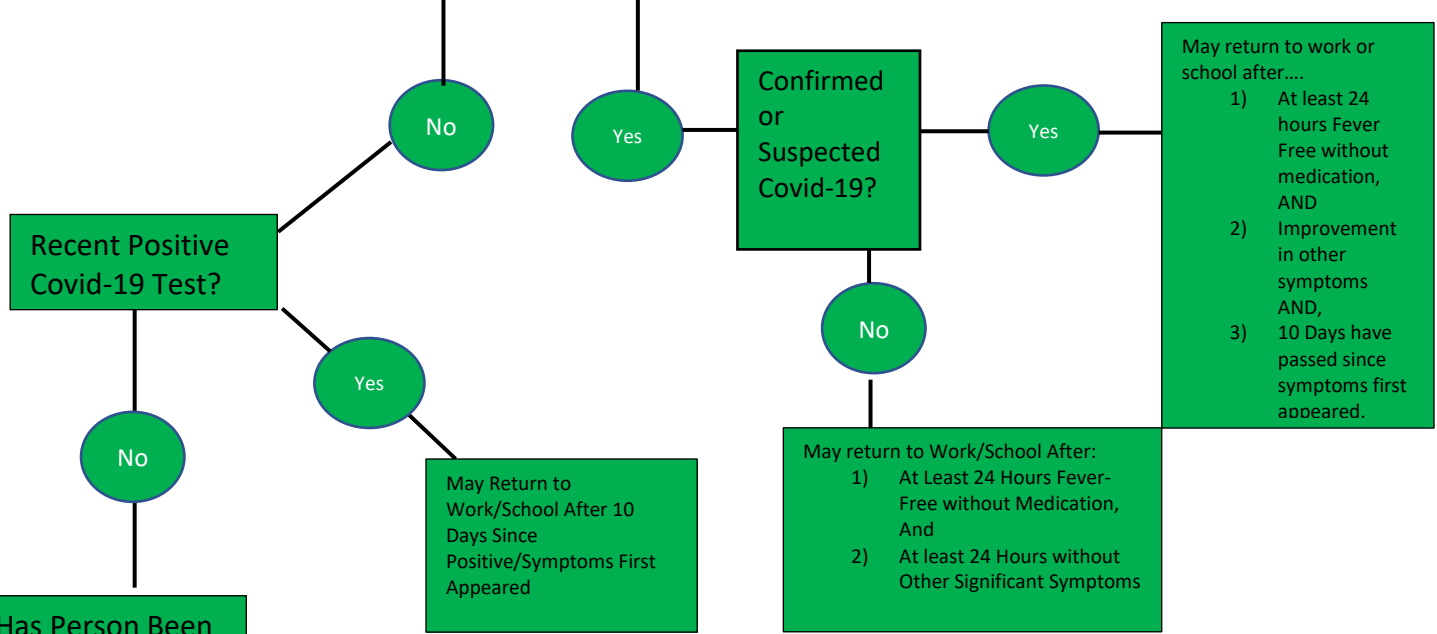 No
Yes
Confirmed
or
Suspected
Covid-19?
Yes
May return to work or
school after....
1) At least 24
hours Fever
Free without
medication,
AND
2) Improvement
in other
symptoms
AND,
3) 10 Days have
passed since
symptoms first
appeared.
Recent Positive
Covid-19 Test?
No
Yes
No
May Return to
Work/School After 10
Days Since
Positive/Symptoms First
Appeared
May return to Work/School After:
1) At Least 24 Hours Fever-
Free without Medication,
And
2) At least 24 Hours without
Other Significant Symptoms
Has Person Been